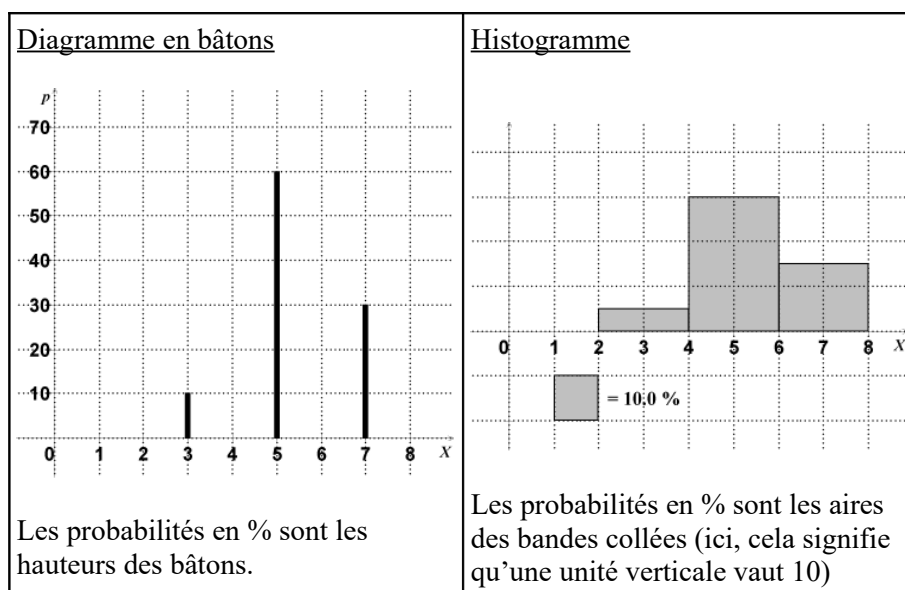 Diagramme en bâtons
p
70
60
50
40
30
20
10
0 1 2 3 4 5 6 7 8 X
Les probabilités en % sont les
hauteurs des bâtons.
Histogramme
0 1 2 3 4 5 6 7 8 X
= 10,0 %
Les probabilités en % sont les aires
des bandes collées (ici, cela signifie
qu’une unité verticale vaut 10)